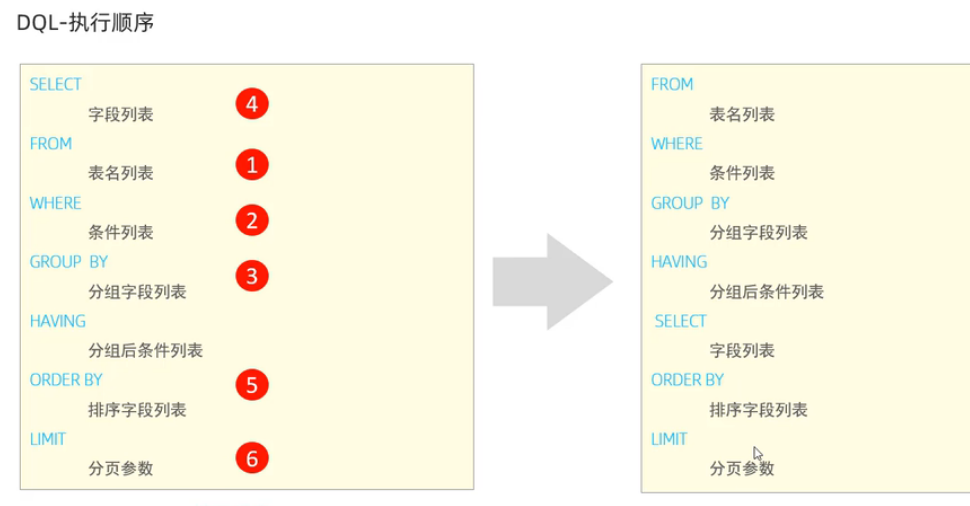 DQL-执行顺序
SELECT
字段列表
4
FROM
表名列表
1
WHERE
条件列表
2
GROUP BY
分组字段列表
3
HAVING
分组后条件列表
ORDER BY
排序字段列表
5
LIMIT
分页参数
6
FROM
表名列表
WHERE
条件列表
GROUP BY
分组字段列表
HAVING
分组后条件列表
SELECT
字段列表
ORDER BY
排序字段列表
LIMIT
分页参数